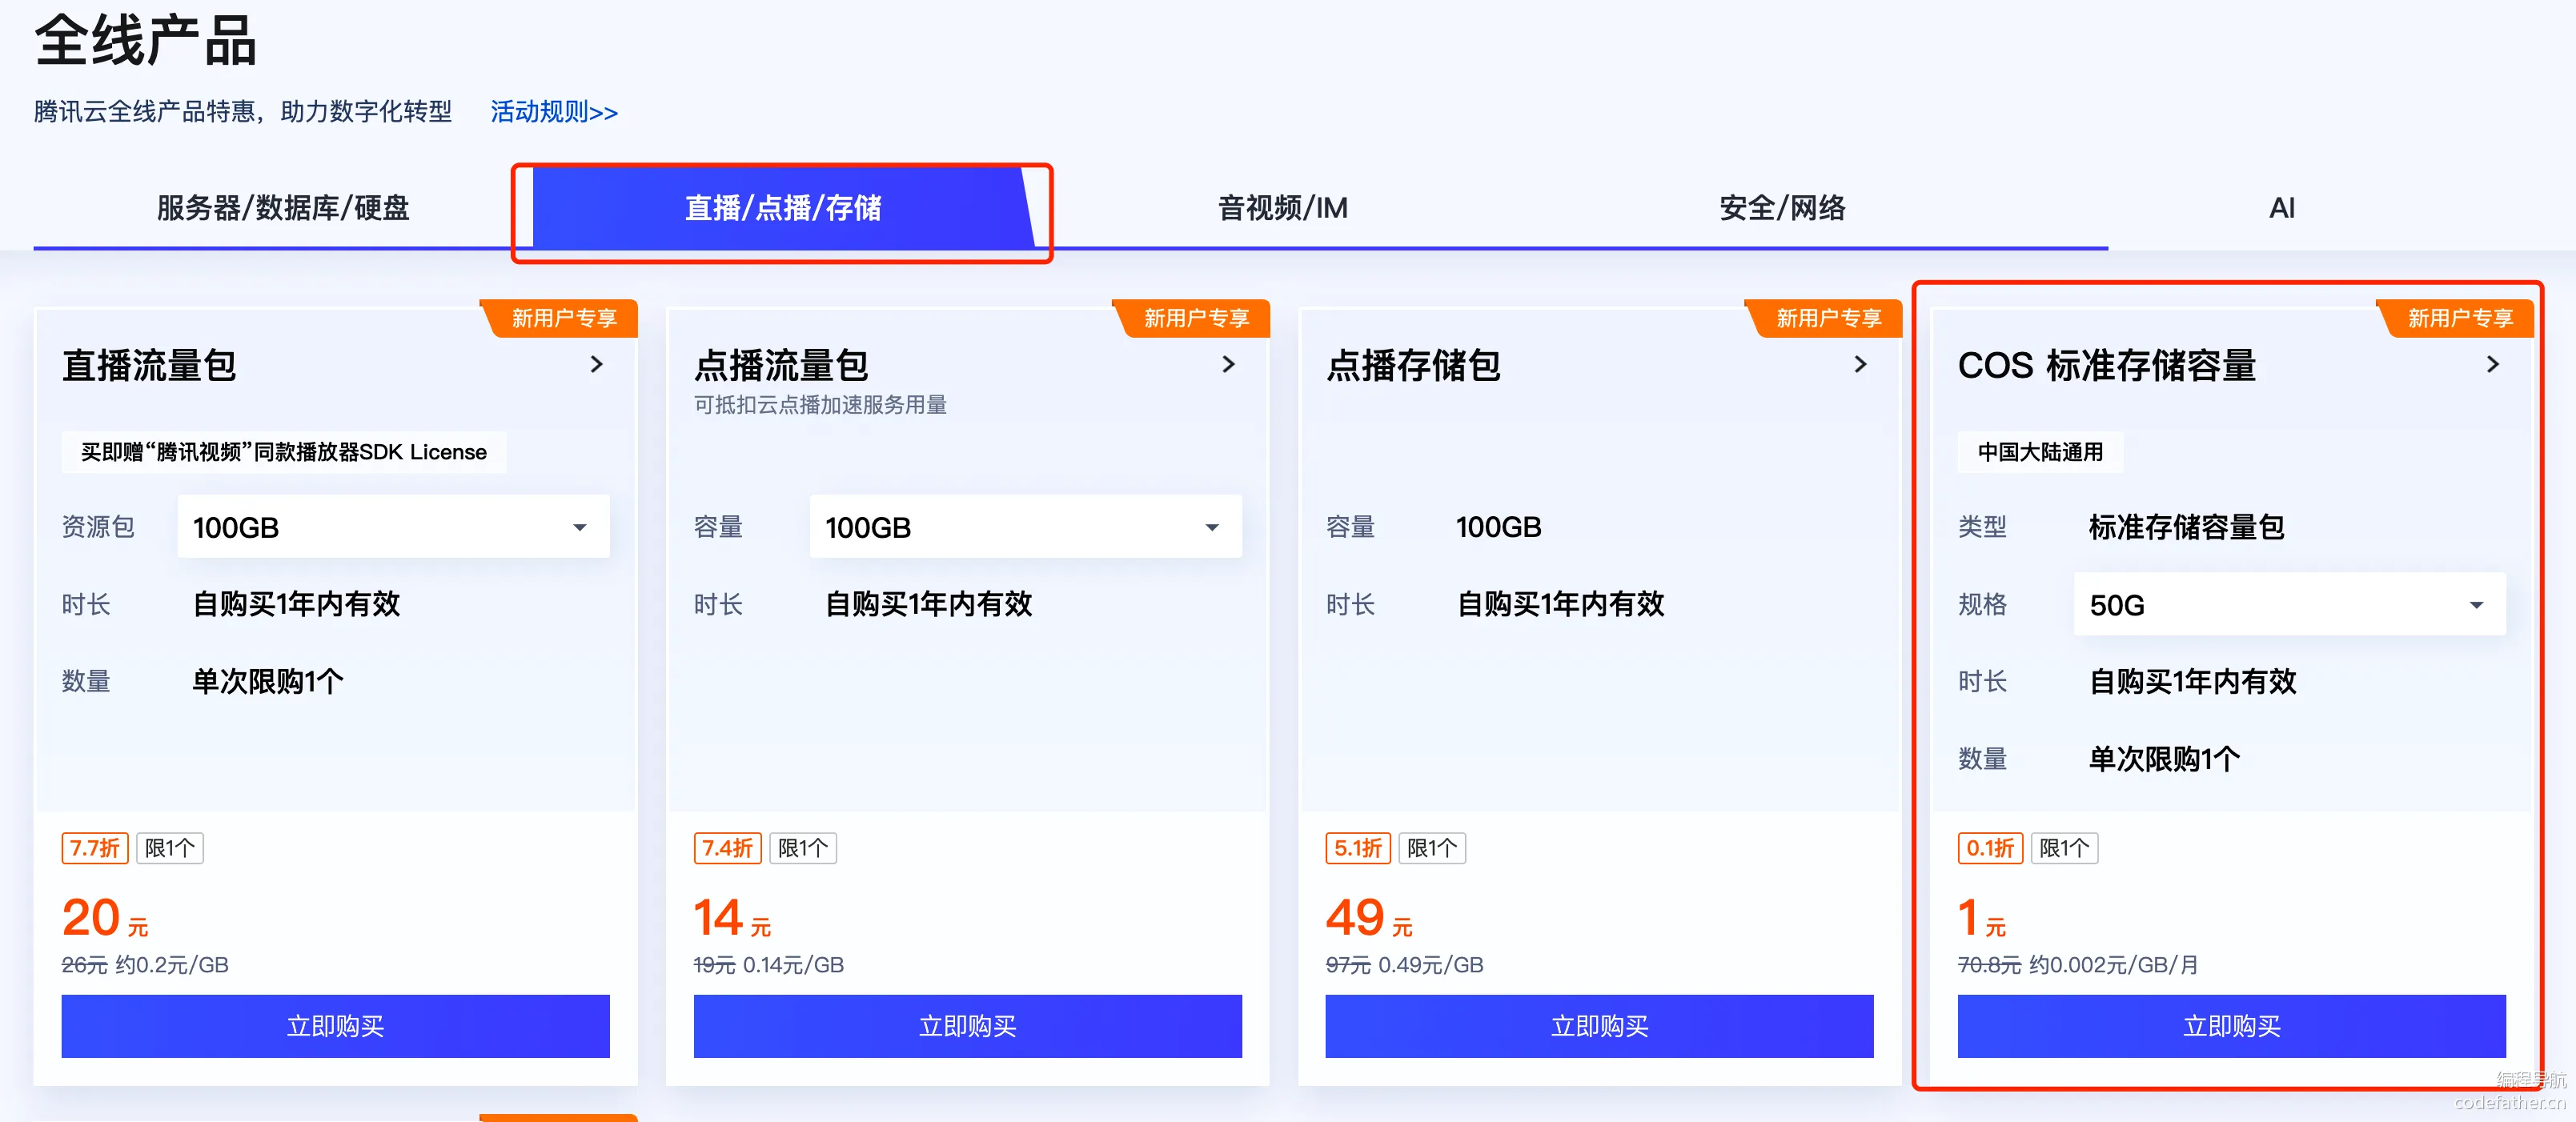 全线产品
腾讯云全线产品特惠，助力数字化转型 活动规则>>
服务器/数据库/硬盘 直播/点播/存储 音视频/IM 安全/网络 AI
新用户专享
直播流量包
买即赠“腾讯视频”同款播放器SDK License
资源包 100GB
时长 自购买1年内有效
数量 单次限购1个
7.7折 限1个
20元
26元 约0.2元/GB
立即购买
新用户专享
点播流量包
可抵扣云点播加速服务用量
容量 100GB
时长 自购买1年内有效
7.4折 限1个
14元
19元 0.14元/GB
立即购买
新用户专享
点播存储包
容量 100GB
时长 自购买1年内有效
5.1折 限1个
49元
97元 0.49元/GB
立即购买
新用户专享
COS 标准存储容量
中国大陆通用
类型 标准存储容量包
规格 50G
时长 自购买1年内有效
数量 单次限购1个
0.1折 限1个
1元
70.8元 约0.002元/GB/月
立即购买
编程导航
codefather.cn